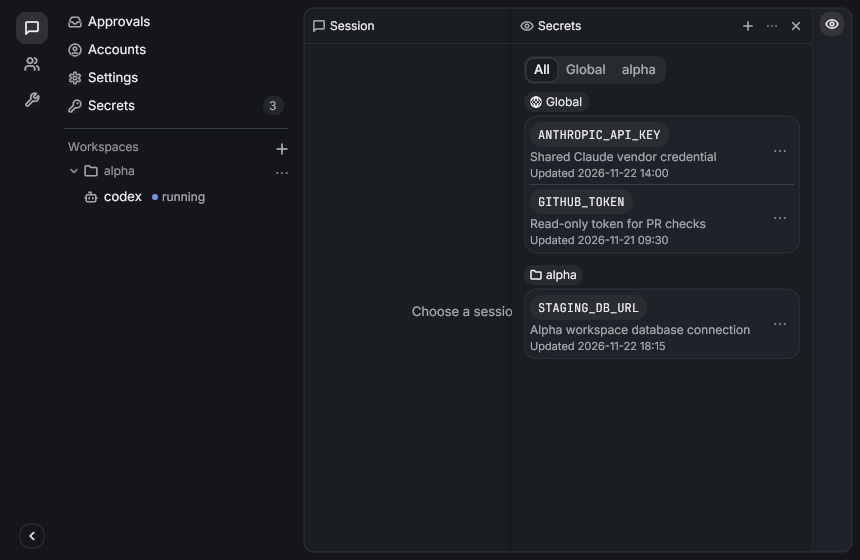 Approvals
Accounts
Settings
Secrets 3
Workspaces
alpha
codex running
Session
Choose a sessio
Secrets
All Global alpha
Global
ANTHROPIC_API_KEY
Shared Claude vendor credential
Updated 2026-11-22 14:00
GITHUB_TOKEN
Read-only token for PR checks
Updated 2026-11-21 09:30
alpha
STAGING_DB_URL
Alpha workspace database connection
Updated 2026-11-22 18:15